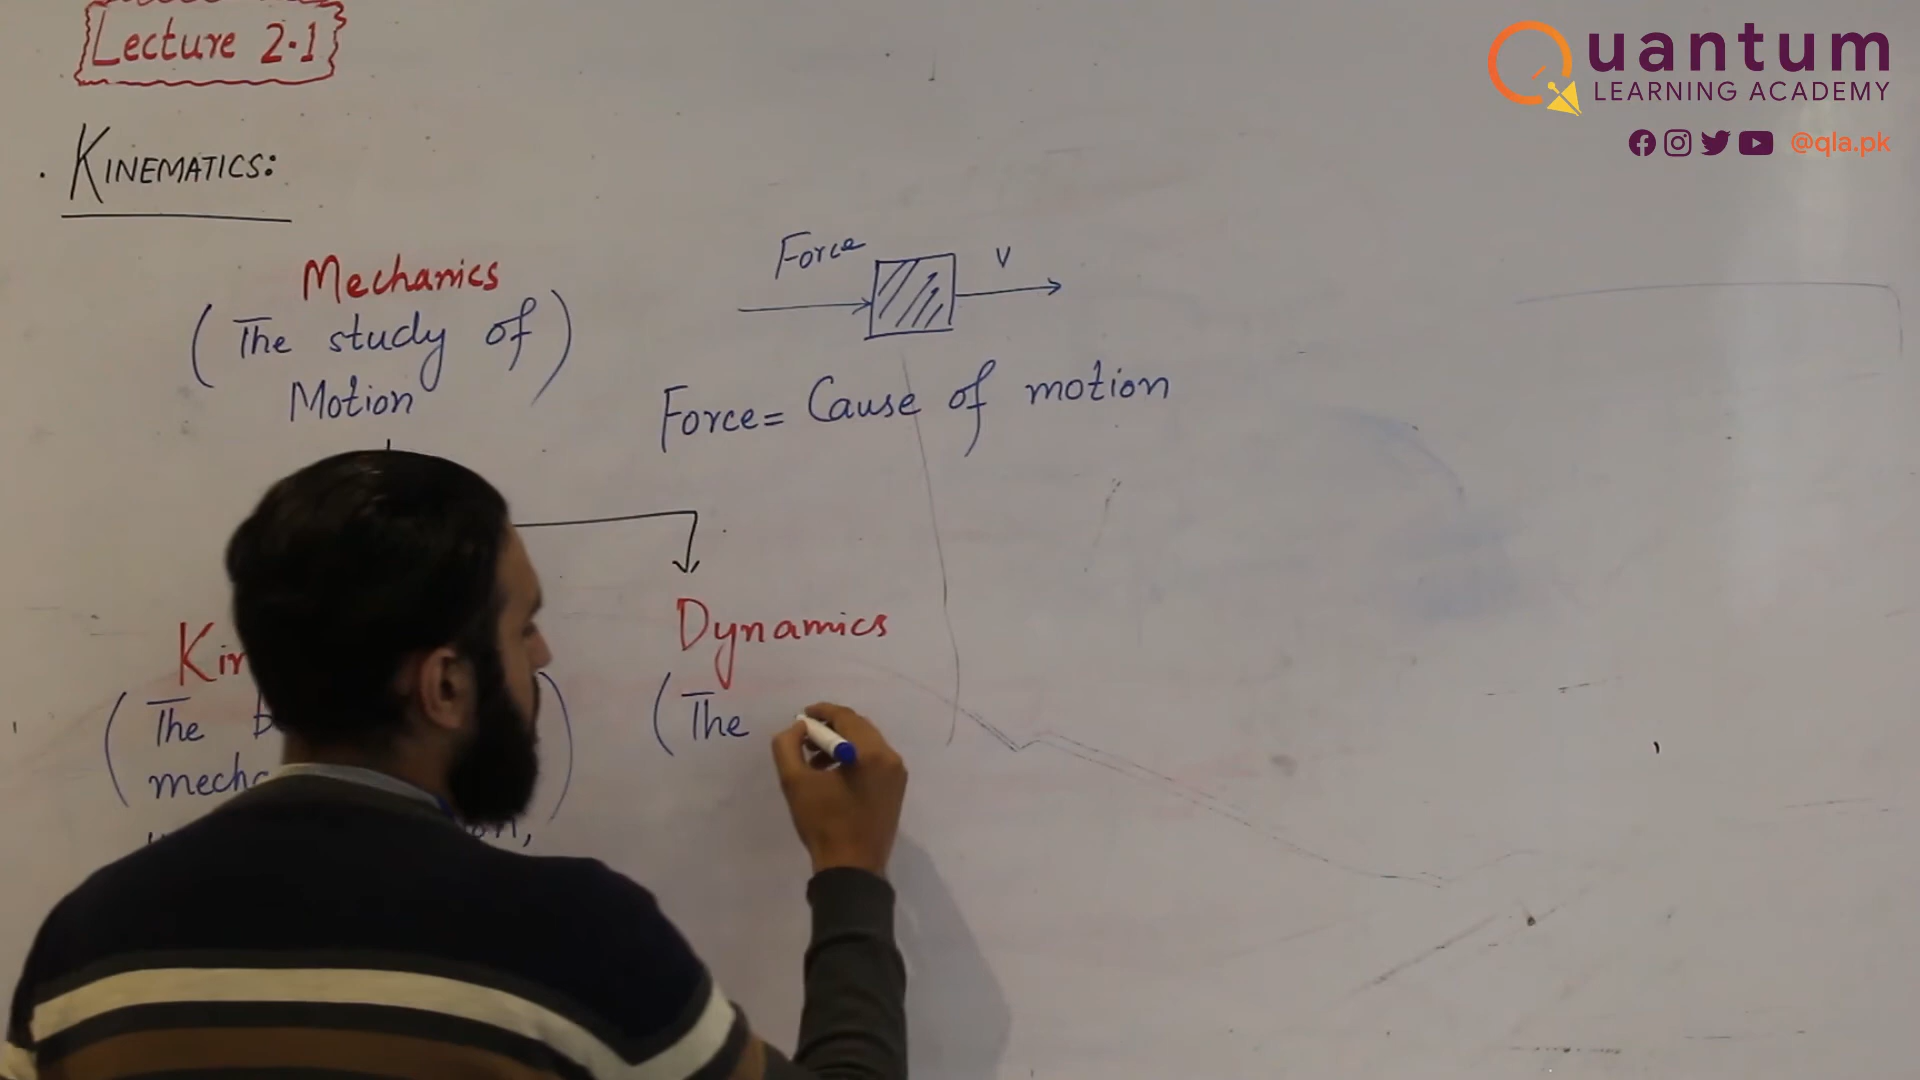 Lecture 2.1
Quantum
LEARNING ACADEMY
@qla.pk
KINEMATICS:
Mechanics
(The study of)
Motion
Force
v
Force = Cause of motion
Dynamics
(The
(The